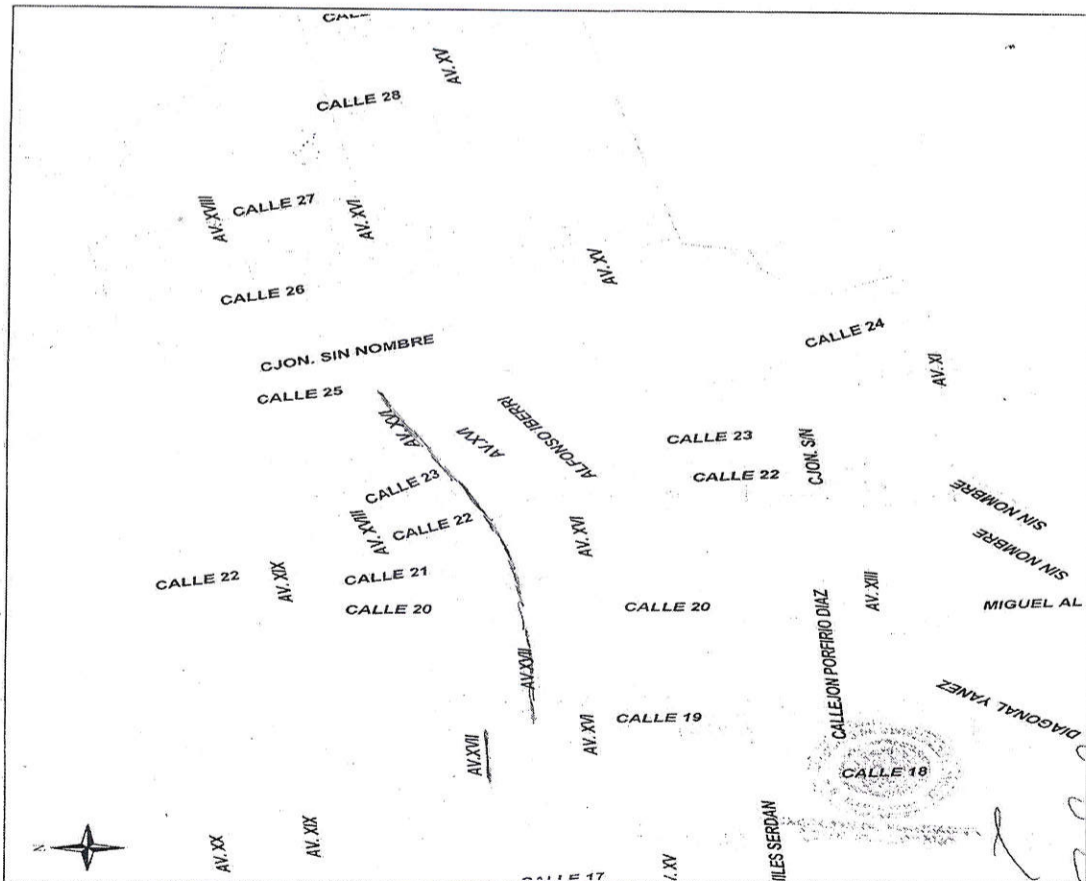 AV. XV
CALLE 28
AV. XVIII
CALLE 27
AV. XVI
AV. XV
CALLE 26
CALLE 24
CJON. SIN NOMBRE
AV. XI
CALLE 25
AV. XVI
AV. XVI
ALFONSO IBERRI
CALLE 23
CJON. S/N
CALLE 22
CALLE 23
SIN NOMBRE
AV. XVIII
CALLE 22
AV. XVI
SIN NOMBRE
CALLE 22
AV. XIX
CALLE 21
AV. XIII
CALLE 20
CALLE 20
MIGUEL AL
CALLEJON PORFIRIO DIAZ
AV. XVII
DIAGONAL YANEZ
CALLE 19
AV. XVI
AV. XVII
CALLE 18
N
AV. XX
AV. XIX
CALLE 17
XV
ILES SERDAN